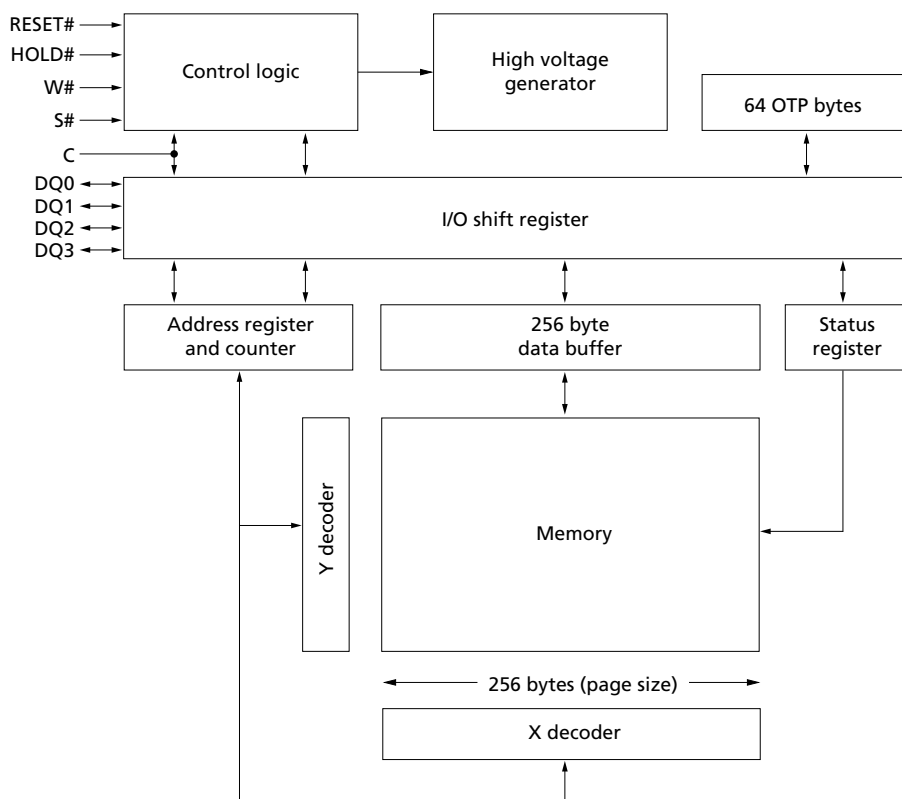 RESET#
HOLD#
W#
S#
C
Control logic
High voltage
generator
64 OTP bytes
DQ0
DQ1
DQ2
DQ3
I/O shift register
Address register
and counter
256 byte
data buffer
Status
register
Y decoder
Memory
256 bytes (page size)
X decoder